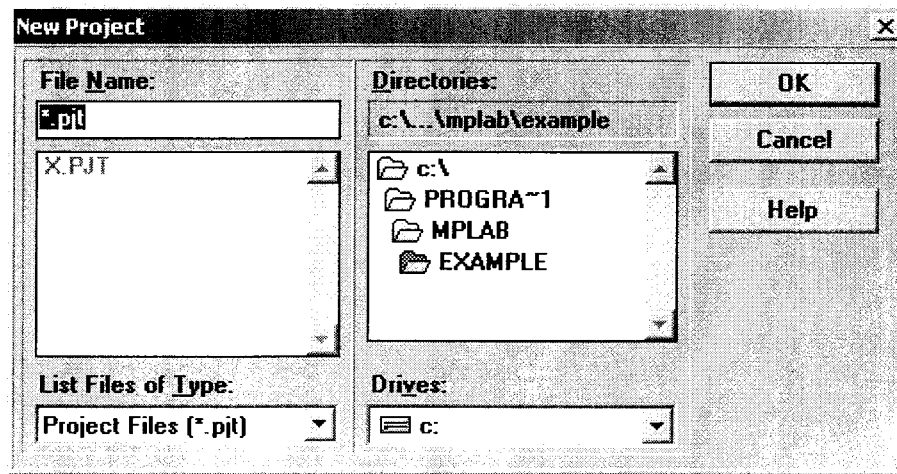 New Project
File Name:
*.pjt
X.PJT
List Files of Type:
Project Files (*.pjt)
Directories:
c:\...\mplab\example
c:\
PROGRA~1
MPLAB
EXAMPLE
Drives:
c:
OK
Cancel
Help